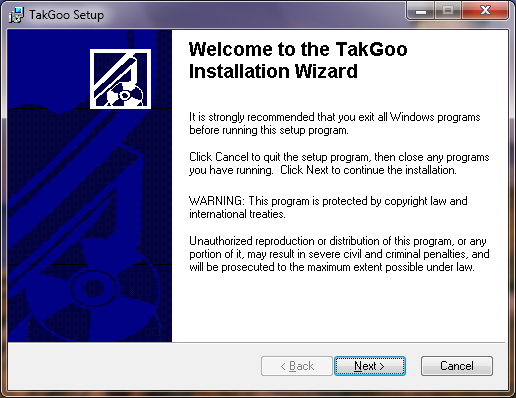 TakGoo Setup
Welcome to the TakGoo
Installation Wizard
It is strongly recommended that you exit all Windows programs
before running this setup program.
Click Cancel to quit the setup program, then close any programs
you have running.  Click Next to continue the installation.
WARNING: This program is protected by copyright law and
international treaties.
Unauthorized reproduction or distribution of this program, or any
portion of it, may result in severe civil and criminal penalties, and
will be prosecuted to the maximum extent possible under law.
< Back Next > Cancel